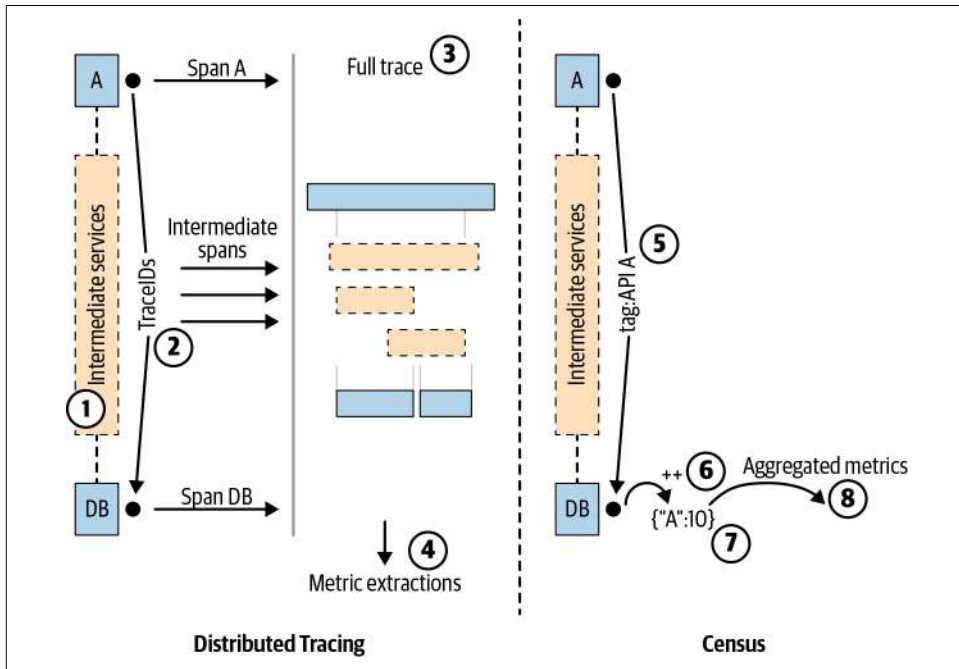 A
Span A
Full trace
3
Intermediate services
TraceIDs
Intermediate
spans
2
1
DB
Span DB
4
Metric extractions
Distributed Tracing
A
Intermediate services
tag:API A
5
DB
++
6
{"A":10}
7
Aggregated metrics
8
Census